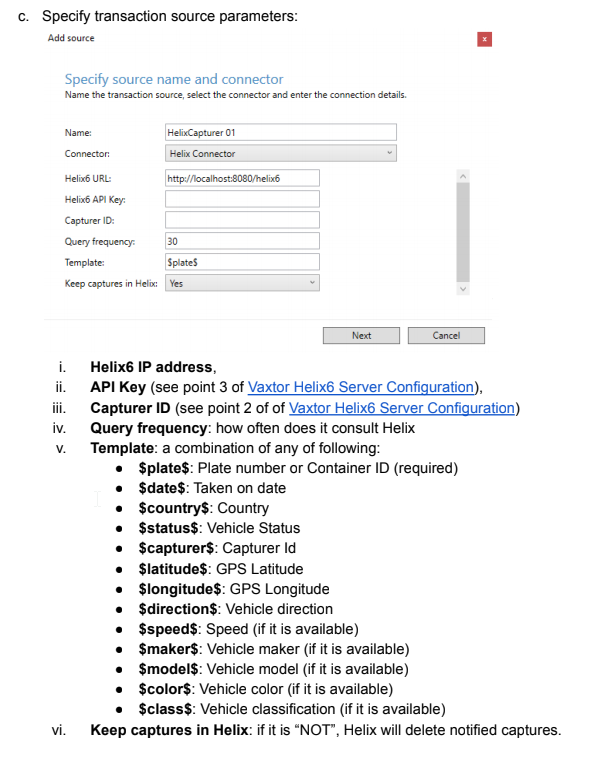 c. Specify transaction source parameters:
Add source
x
Specify source name and connector
Name the transaction source, select the connector and enter the connection details.
Name: HelixCapturer 01
Connector: Helix Connector
Helix6 URL: http://localhost:8080/helix6
Helix6 API Key:
Capturer ID:
Query frequency: 30
Template: $plate$
Keep captures in Helix: Yes
Next Cancel
i. Helix6 IP address,
ii. API Key (see point 3 of Vaxtor Helix6 Server Configuration),
iii. Capturer ID (see point 2 of of Vaxtor Helix6 Server Configuration)
iv. Query frequency: how often does it consult Helix
v. Template: a combination of any of following:
● $plate$: Plate number or Container ID (required)
● $date$: Taken on date
● $country$: Country
● $status$: Vehicle Status
● $capturer$: Capturer Id
● $latitude$: GPS Latitude
● $longitude$: GPS Longitude
● $direction$: Vehicle direction
● $speed$: Speed (if it is available)
● $maker$: Vehicle maker (if it is available)
● $model$: Vehicle model (if it is available)
● $color$: Vehicle color (if it is available)
● $class$: Vehicle classification (if it is available)
vi. Keep captures in Helix: if it is “NOT”, Helix will delete notified captures.